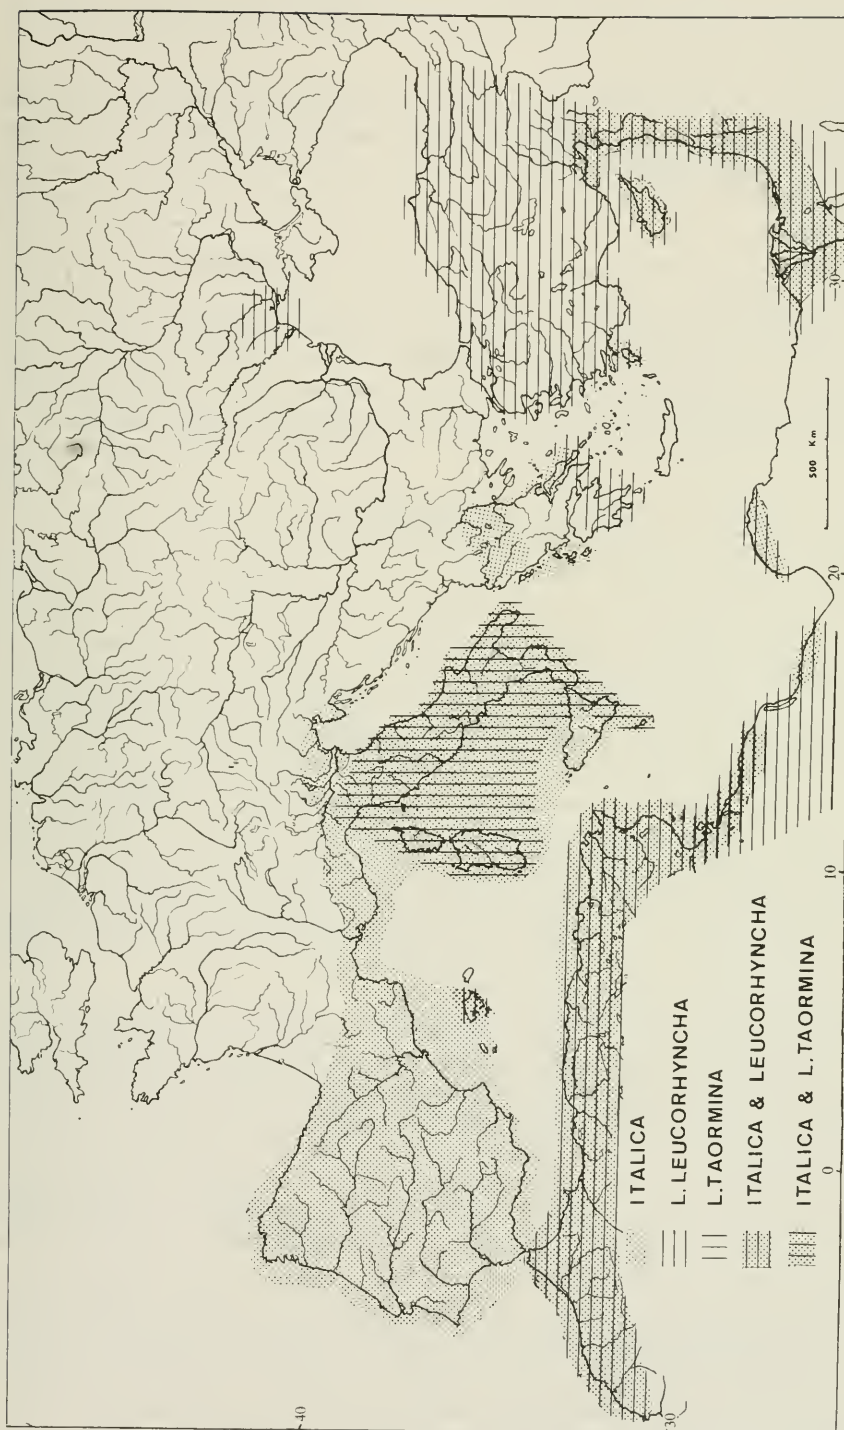 ITALICA
L.LEUCORHYNCHA
L.TAORMINA
ITALICA & LEUCORHYNCHA
ITALICA & L.TAORMINA
500 Km
40
30
0
10
20
30